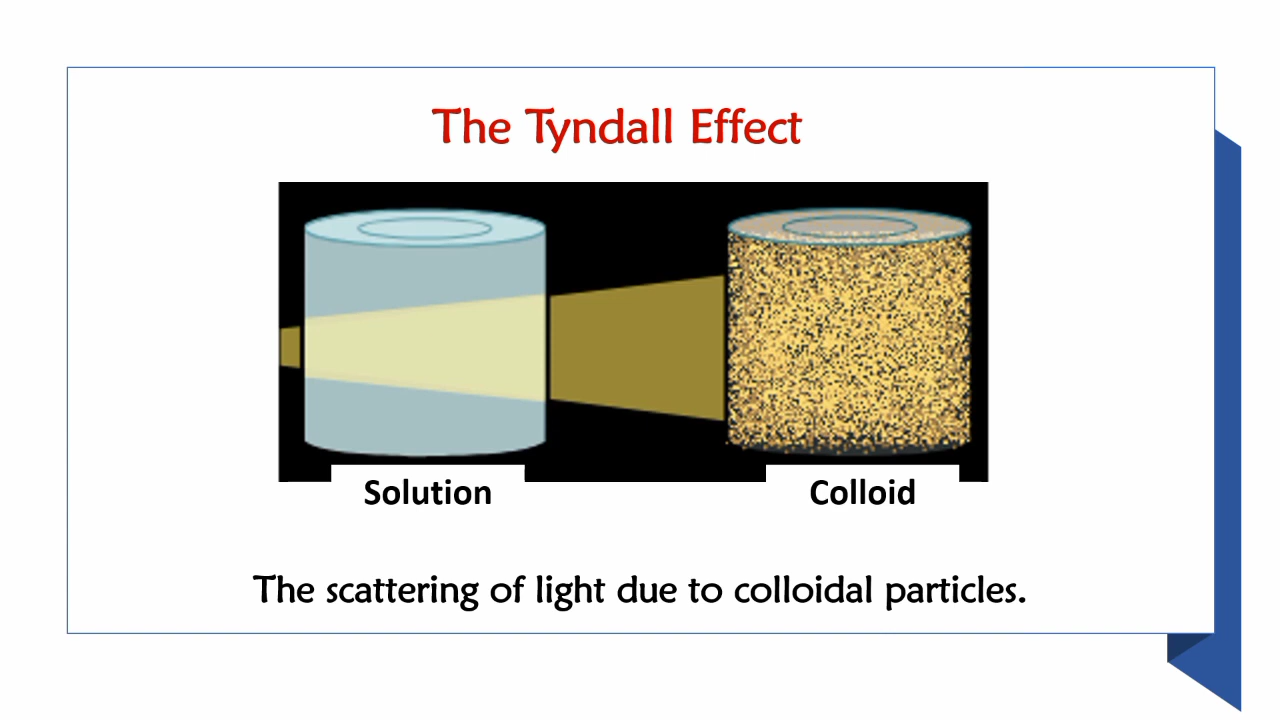 The Tyndall Effect
Solution
Colloid
The scattering of light due to colloidal particles.